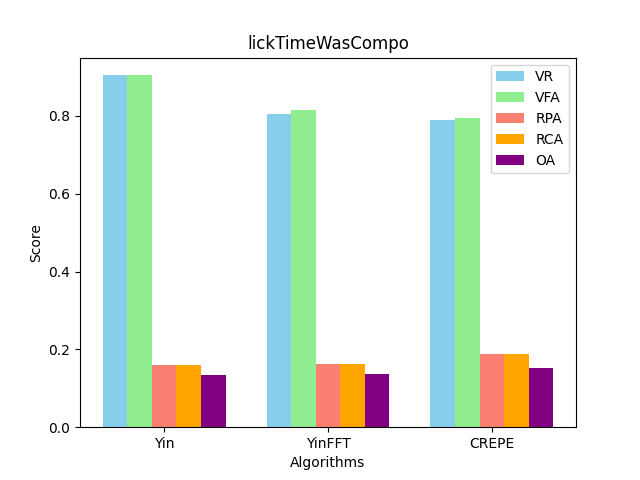 lickTimeWasCompo
VR
VFA
RPA
RCA
OA
Score
0.8
0.6
0.4
0.2
0.0
Yin
YinFFT
CREPE
Algorithms